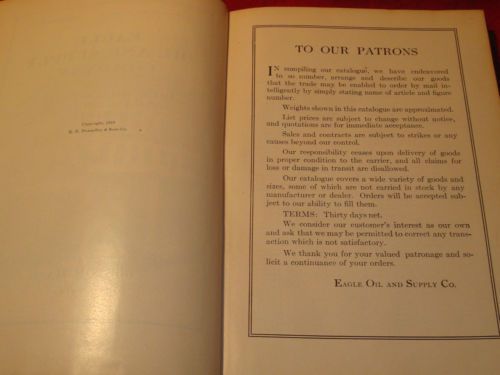 Copyright, 1919
R. R. Donnelley & Sons Co.
TO OUR PATRONS
IN compiling our catalogue, we have endeavored
to so number, arrange and describe our goods
that the trade may be enabled to order by mail in-
telligently by simply stating name of article and figure
number.
Weights shown in this catalogue are approximated.
List prices are subject to change without notice,
and quotations are for immediate acceptance.
Sales and contracts are subject to strikes or any
causes beyond our control.
Our responsibility ceases upon delivery of goods
in proper condition to the carrier, and all claims for
loss or damage in transit are disallowed.
Our catalogue covers a wide variety of goods and
sizes, some of which are not carried in stock by any
manufacturer or dealer. Orders will be accepted sub-
ject to our ability to fill them.
TERMS: Thirty days net.
We consider our customer's interest as our own
and ask that we may be permitted to correct any trans-
action which is not satisfactory.
We thank you for your valued patronage and so-
licit a continuance of your orders.
EAGLE OIL AND SUPPLY CO.